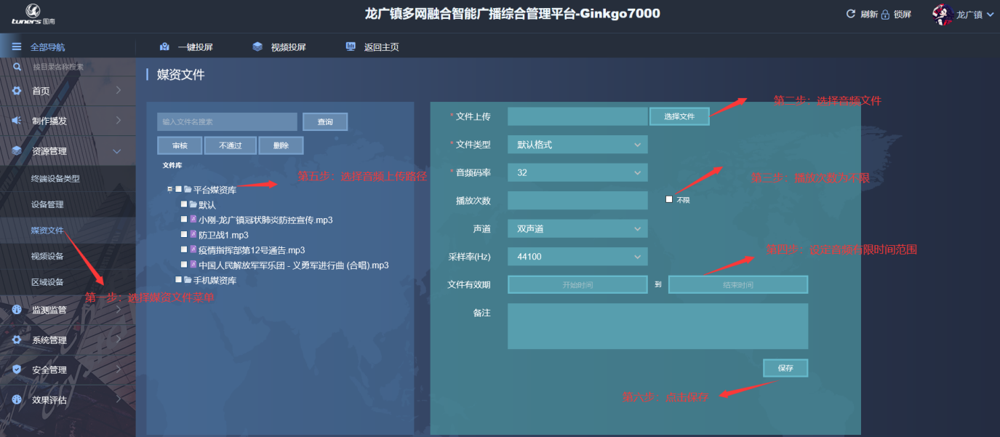 tuners 图南
龙广镇多网融合智能广播综合管理平台-Ginkgo7000
刷新 锁屏 龙广镇
全部导航
一键投屏 视频投屏 返回主页
按目录名称搜索
首页
制作播发
资源管理
终端设备类型
设备管理
媒资文件
视频设备
区域设备
监测监管
系统管理
安全管理
效果评估
第一步：选择媒资文件菜单
媒资文件
输入文件名搜索 查询
审核 不通过 删除
文件库
第五步：选择音频上传路径
平台媒资库
默认
小刚-龙广镇冠状肺炎防控宣传.mp3
防卫战1.mp3
疫情指挥部第12号通告.mp3
中国人民解放军军乐团 - 义勇军进行曲 (合唱).mp3
手机媒资库
* 文件上传 选择文件
第二步：选择音频文件
* 文件类型 默认格式
* 音频码率 32
第三步：播放次数为不限
播放次数 不限
声道 双声道
采样率(Hz) 44100
第四步：设定音频有限时间范围
文件有效期 开始时间 到 结束时间
备注
保存
第六步：点击保存